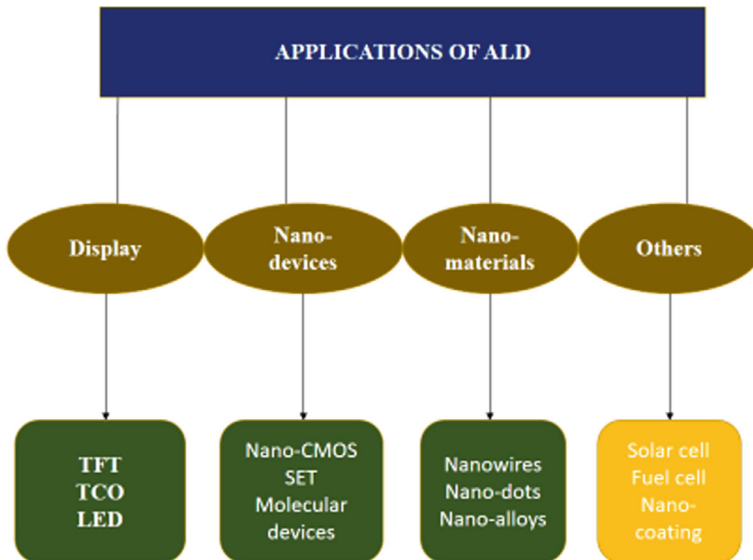 APPLICATIONS OF ALD
Display
Nano-
devices
Nano-
materials
Others
TFT
TCO
LED
Nano-CMOS
SET
Molecular
devices
Nanowires
Nano-dots
Nano-alloys
Solar cell
Fuel cell
Nano-
coating